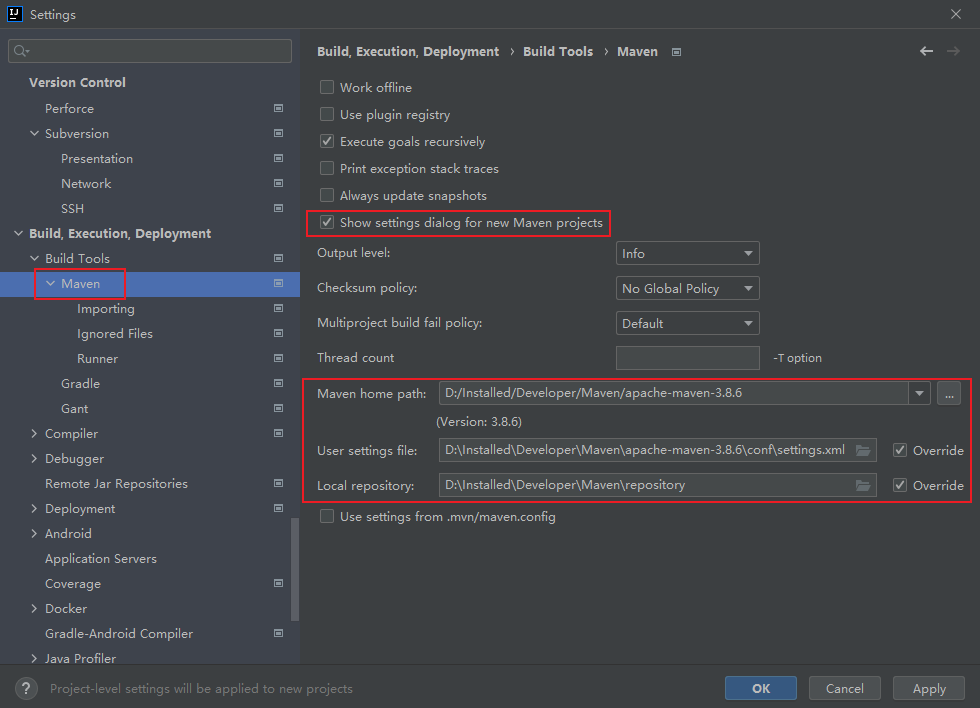 Settings
Build, Execution, Deployment › Build Tools › Maven
Version Control
Perforce
Subversion
Presentation
Network
SSH
Build, Execution, Deployment
Build Tools
Maven
Importing
Ignored Files
Runner
Gradle
Gant
Compiler
Debugger
Remote Jar Repositories
Deployment
Android
Application Servers
Coverage
Docker
Gradle-Android Compiler
Java Profiler
Work offline
Use plugin registry
Execute goals recursively
Print exception stack traces
Always update snapshots
Show settings dialog for new Maven projects
Output level: Info
Checksum policy: No Global Policy
Multiproject build fail policy: Default
Thread count -T option
Maven home path: D:/Installed/Developer/Maven/apache-maven-3.8.6 ...
(Version: 3.8.6)
User settings file: D:\Installed\Developer\Maven\apache-maven-3.8.6\conf\settings.xml Override
Local repository: D:\Installed\Developer\Maven\repository Override
Use settings from .mvn/maven.config
? Project-level settings will be applied to new projects
OK Cancel Apply